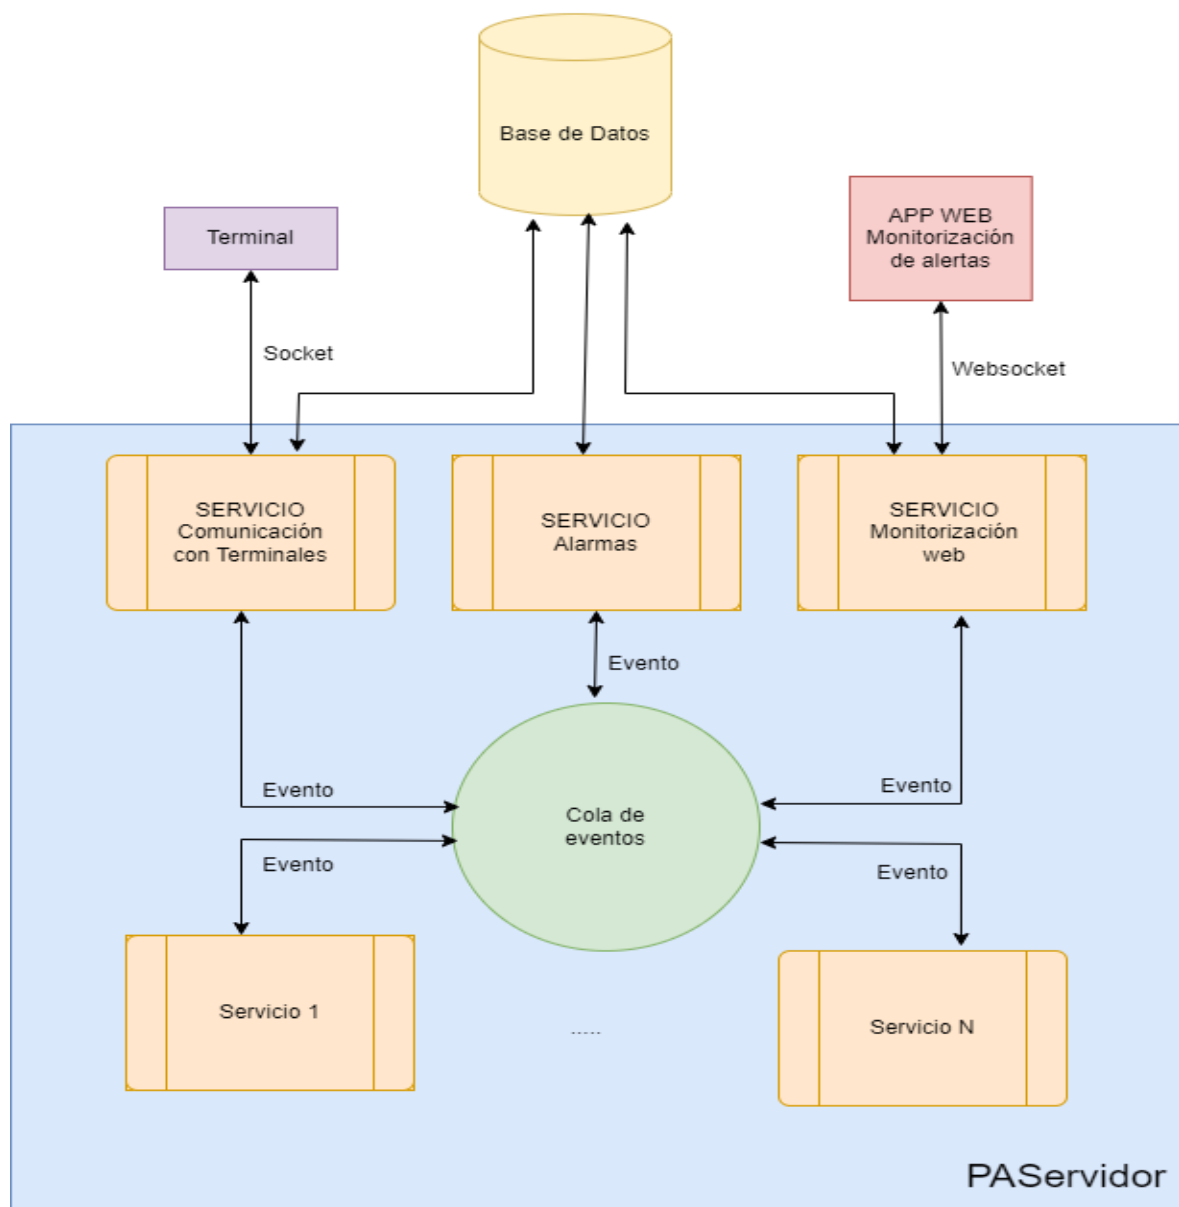 Base de Datos
Terminal
APP WEB
Monitorización
de alertas
Socket
Websocket
SERVICIO
Comunicación
con Terminales
SERVICIO
Alarmas
SERVICIO
Monitorización
web
Evento
Evento
Evento
Cola de
eventos
Evento
Evento
Servicio 1
.....
Servicio N
PAServidor